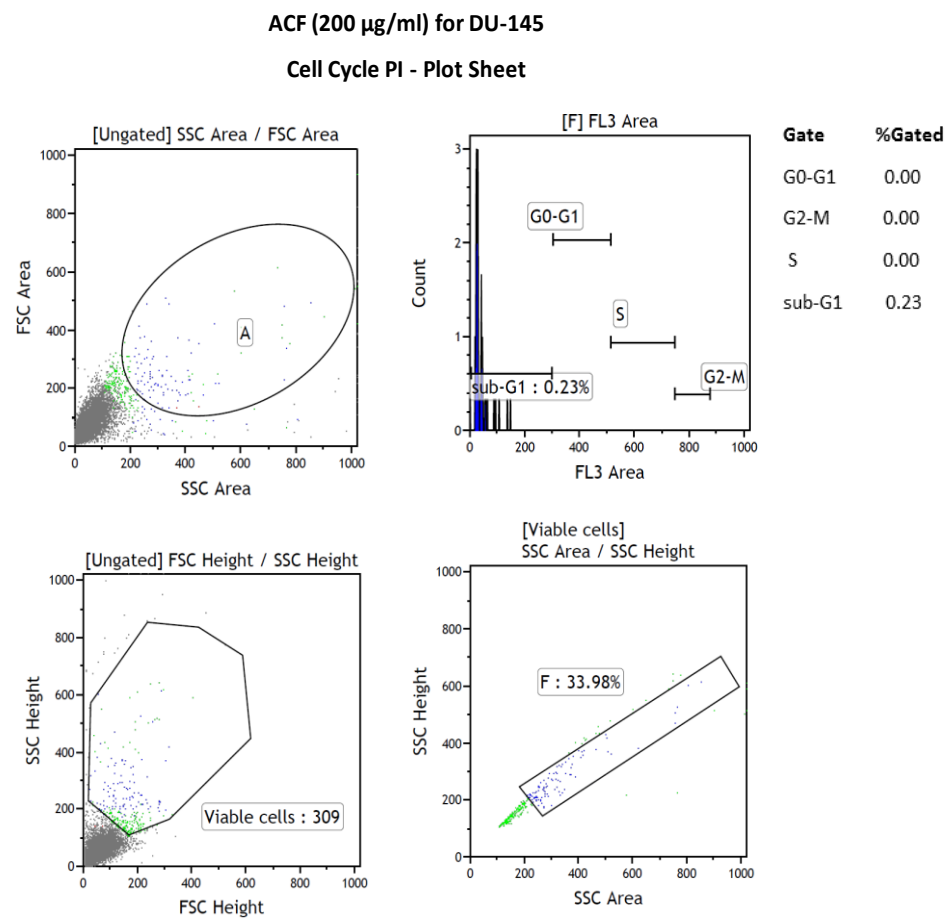 ACF (200 µg/ml) for DU-145
Cell Cycle PI - Plot Sheet
[Ungated] SSC Area / FSC Area
1000
800
600
400
200
0
FSC Area
A
0 200 400 600 800 1000
SSC Area
[F] FL3 Area
3
2
1
0
Count
G0-G1
S
G2-M
sub-G1 : 0.23%
0 200 400 600 800 1000
FL3 Area
Gate %Gated
G0-G1 0.00
G2-M 0.00
S 0.00
sub-G1 0.23
[Ungated] FSC Height / SSC Height
1000
800
600
400
200
0
SSC Height
Viable cells : 309
0 200 400 600 800 1000
FSC Height
[Viable cells]
SSC Area / SSC Height
1000
800
600
400
200
0
SSC Height
F : 33.98%
0 200 400 600 800 1000
SSC Area